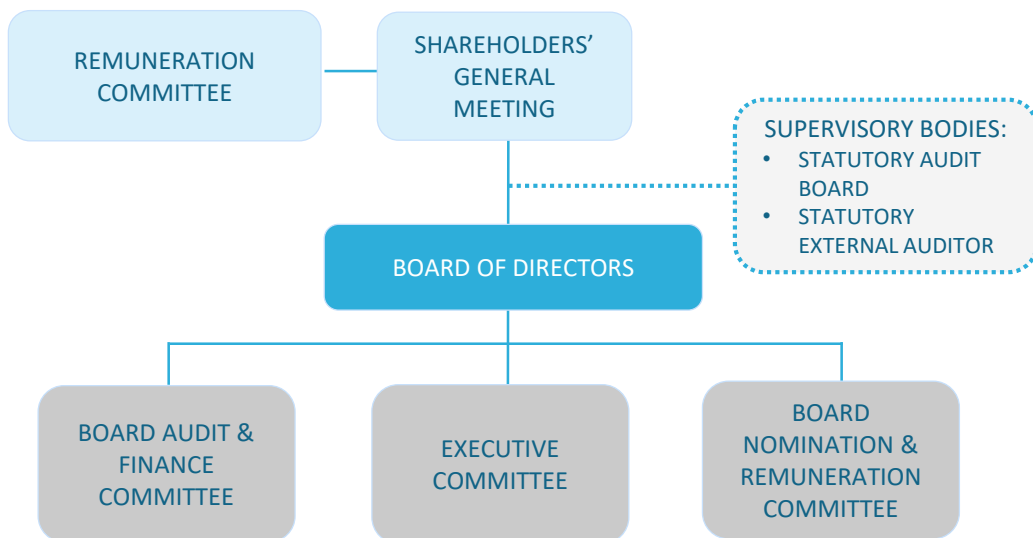 REMUNERATION
COMMITTEE
SHAREHOLDERS’
GENERAL
MEETING
SUPERVISORY BODIES:
• STATUTORY AUDIT
BOARD
• STATUTORY
EXTERNAL AUDITOR
BOARD OF DIRECTORS
BOARD AUDIT &
FINANCE
COMMITTEE
EXECUTIVE
COMMITTEE
BOARD
NOMINATION &
REMUNERATION
COMMITTEE